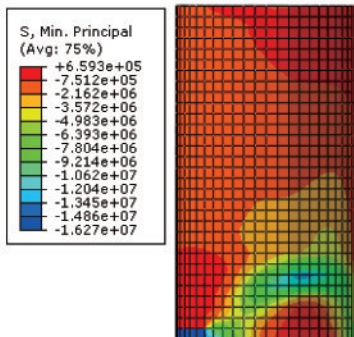 S, Min. Principal
(Avg: 75%)
+6.593e+05
-7.512e+05
-2.162e+06
-3.572e+06
-4.983e+06
-6.393e+06
-7.804e+06
-9.214e+06
-1.062e+07
-1.204e+07
-1.345e+07
-1.486e+07
-1.627e+07